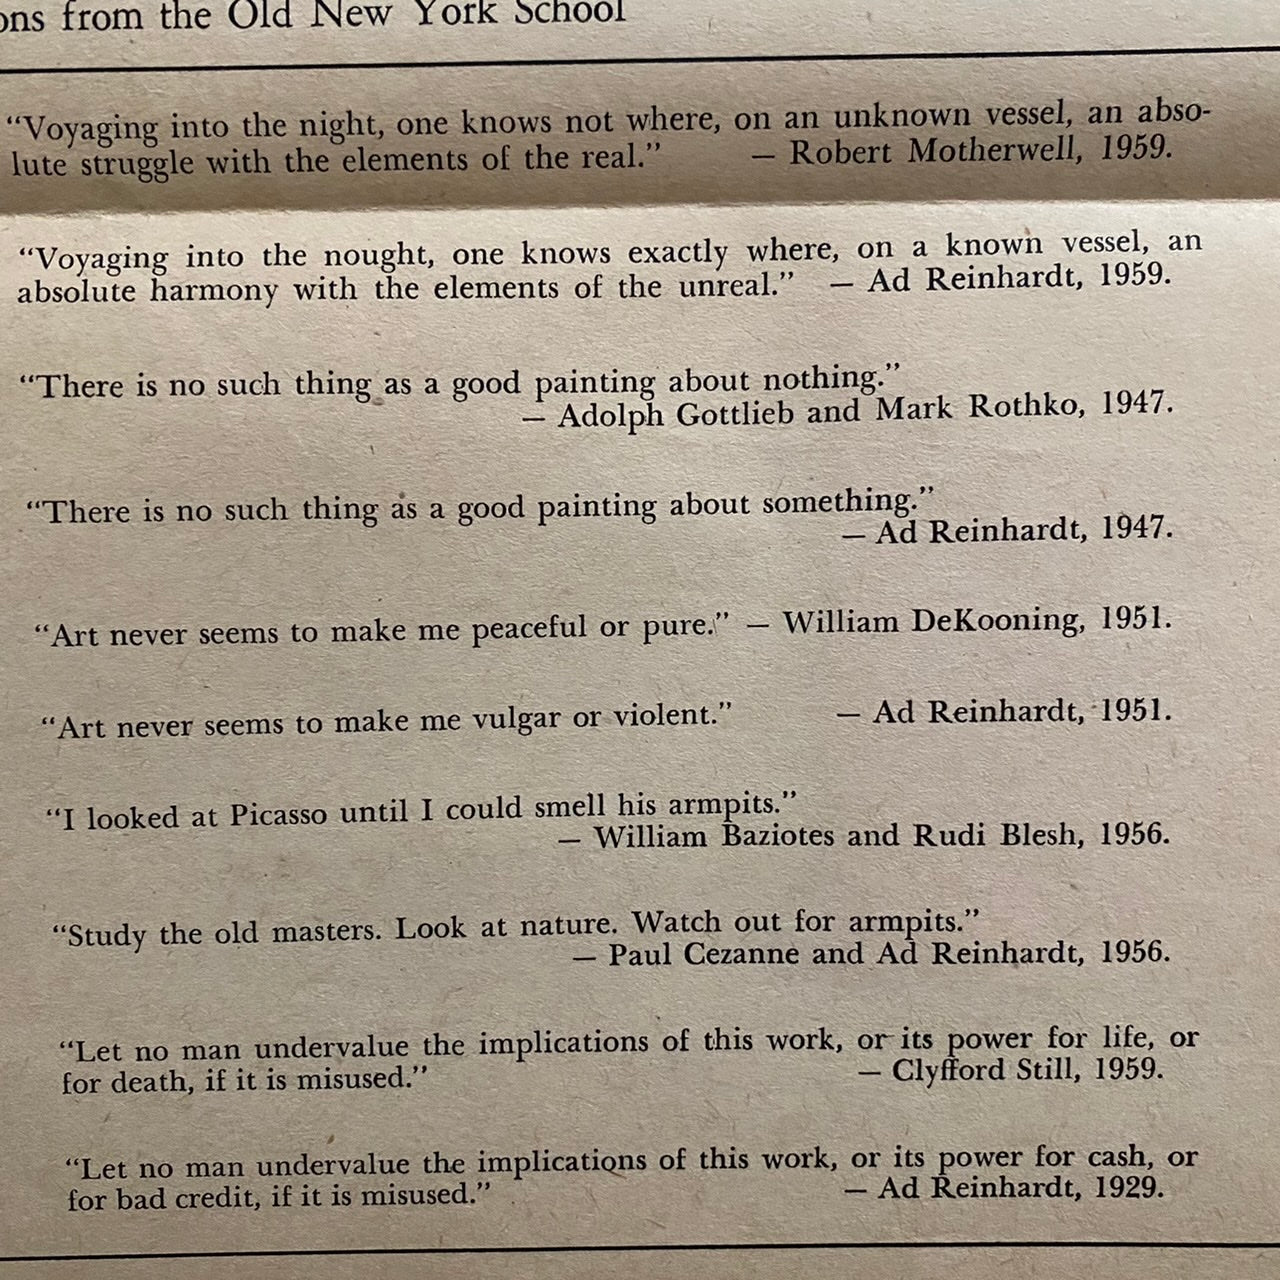 from the Old New York School
“Voyaging into the night, one knows not where, on an unknown vessel, an abso-
lute struggle with the elements of the real.” — Robert Motherwell, 1959.
“Voyaging into the nought, one knows exactly where, on a known vessel, an
absolute harmony with the elements of the unreal.” — Ad Reinhardt, 1959.
“There is no such thing as a good painting about nothing.”
— Adolph Gottlieb and Mark Rothko, 1947.
“There is no such thing as a good painting about something.”
— Ad Reinhardt, 1947.
“Art never seems to make me peaceful or pure.” — William DeKooning, 1951.
“Art never seems to make me vulgar or violent.” — Ad Reinhardt, 1951.
“I looked at Picasso until I could smell his armpits.”
— William Baziotes and Rudi Blesh, 1956.
“Study the old masters. Look at nature. Watch out for armpits.”
— Paul Cezanne and Ad Reinhardt, 1956.
“Let no man undervalue the implications of this work, or its power for life, or
for death, if it is misused.” — Clyfford Still, 1959.
“Let no man undervalue the implications of this work, or its power for cash, or
for bad credit, if it is misused.” — Ad Reinhardt, 1929.